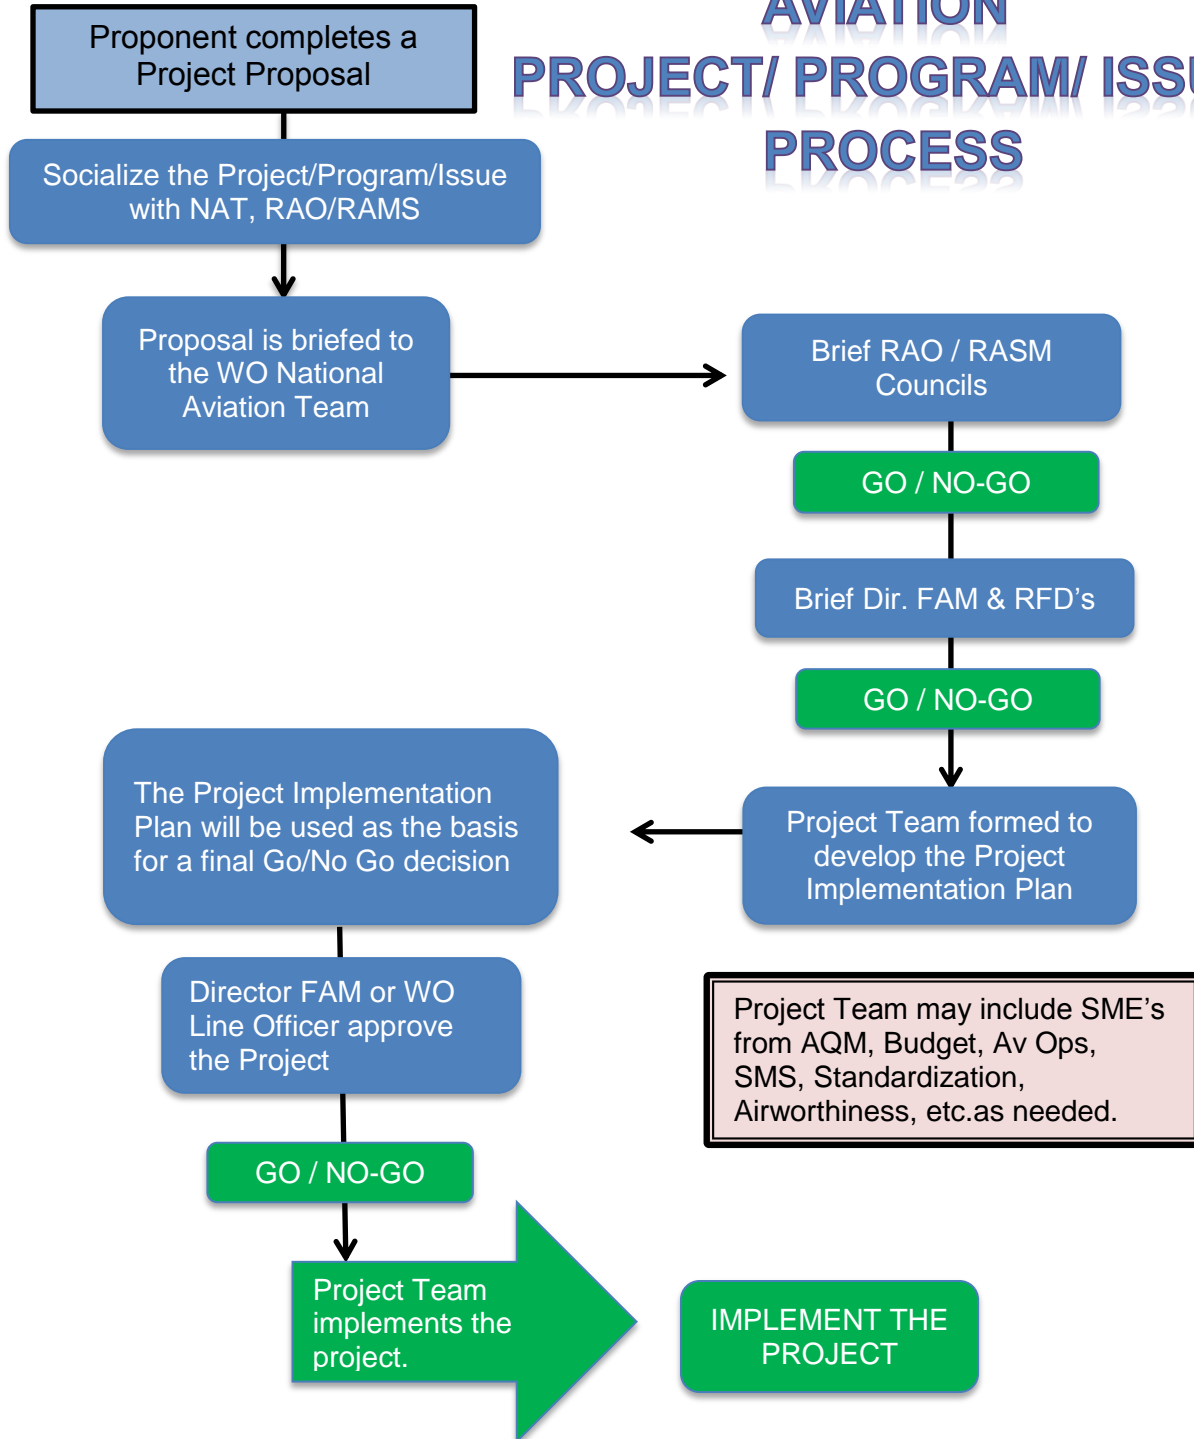 AVIATION
PROJECT/ PROGRAM/ ISSU
PROCESS
Proponent completes a
Project Proposal
Socialize the Project/Program/Issue
with NAT, RAO/RAMS
Proposal is briefed to
the WO National
Aviation Team
Brief RAO / RASM
Councils
GO / NO-GO
Brief Dir. FAM & RFD’s
GO / NO-GO
Project Team formed to
develop the Project
Implementation Plan
The Project Implementation
Plan will be used as the basis
for a final Go/No Go decision
Project Team may include SME’s
from AQM, Budget, Av Ops,
SMS, Standardization,
Airworthiness, etc.as needed.
Director FAM or WO
Line Officer approve
the Project
GO / NO-GO
Project Team
implements the
project.
IMPLEMENT THE
PROJECT